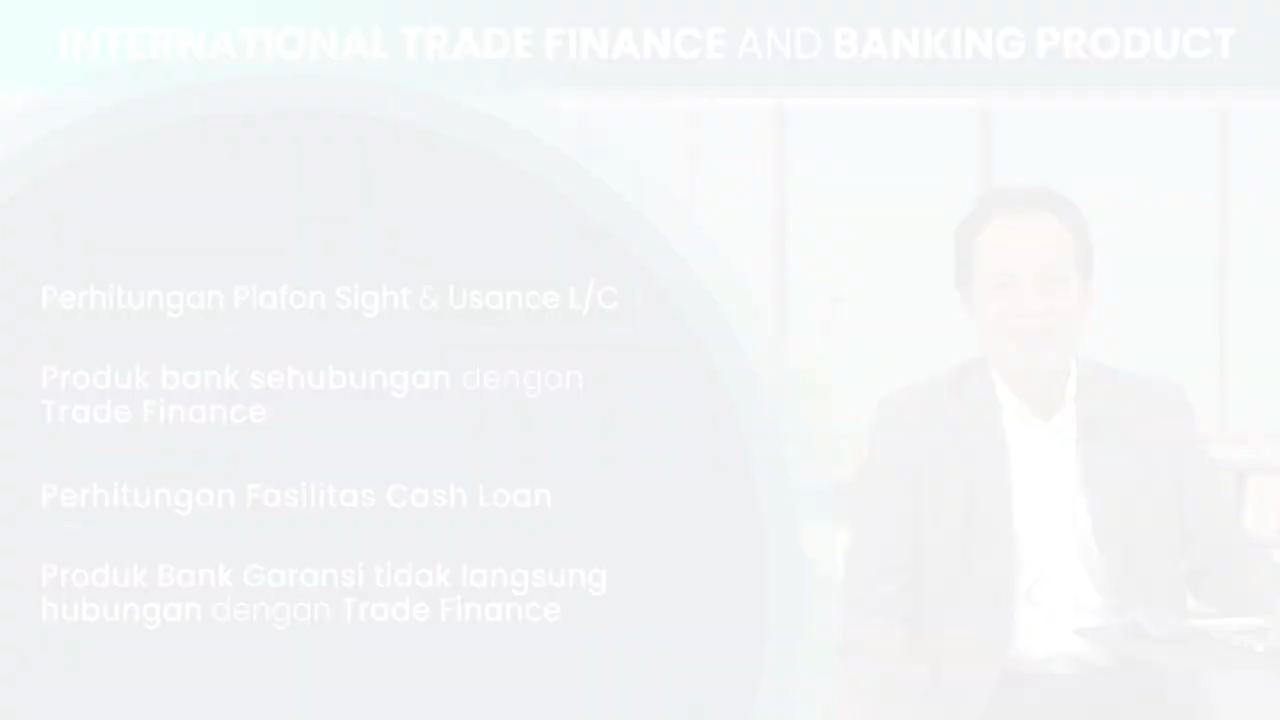 INTERNATIONAL TRADE FINANCE AND BANKING PRODUCT
Perhitungan Plafon Sight & Usance L/C
Produk bank sehubungan dengan
Trade Finance
Perhitungan Fasilitas Cash Loan
Produk Bank Garansi tidak langsung
hubungan dengan Trade Finance